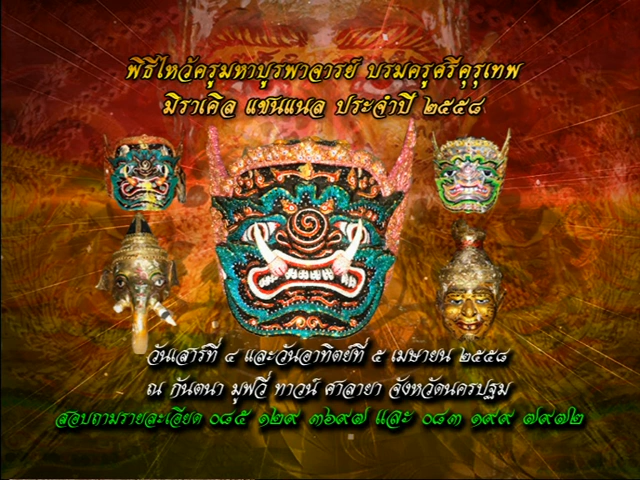 พิธีไหว้ครูมหาบูรพาจารย์ บรมครูศรีคุรุเทพ
มิราเคิล แชนแนล ประจำปี ๒๕๕๘
วันเสาร์ที่ ๔ และวันอาทิตย์ที่ ๕ เมษายน ๒๕๕๘
ณ กันตนา มูฟวี่ ทาวน์ ศาลายา จังหวัดนครปฐม
สอบถามรายละเอียด ๐๘๕ ๑๒๙ ๓๖๙๗ และ ๐๘๓ ๑๙๙ ๗๙๗๒